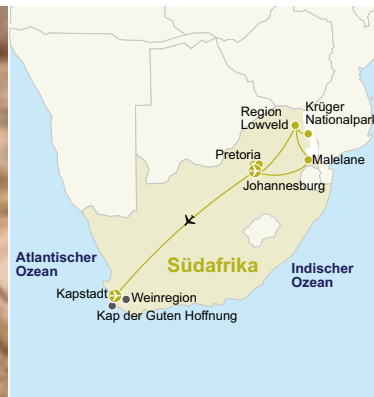 Region
Lowveld
Krüger
Nationalpark
Pretoria
Malelane
Johannesburg
Atlantischer
Ozean
Südafrika
Indischer
Ozean
Kapstadt
Weinregion
Kap der Guten Hoffnung